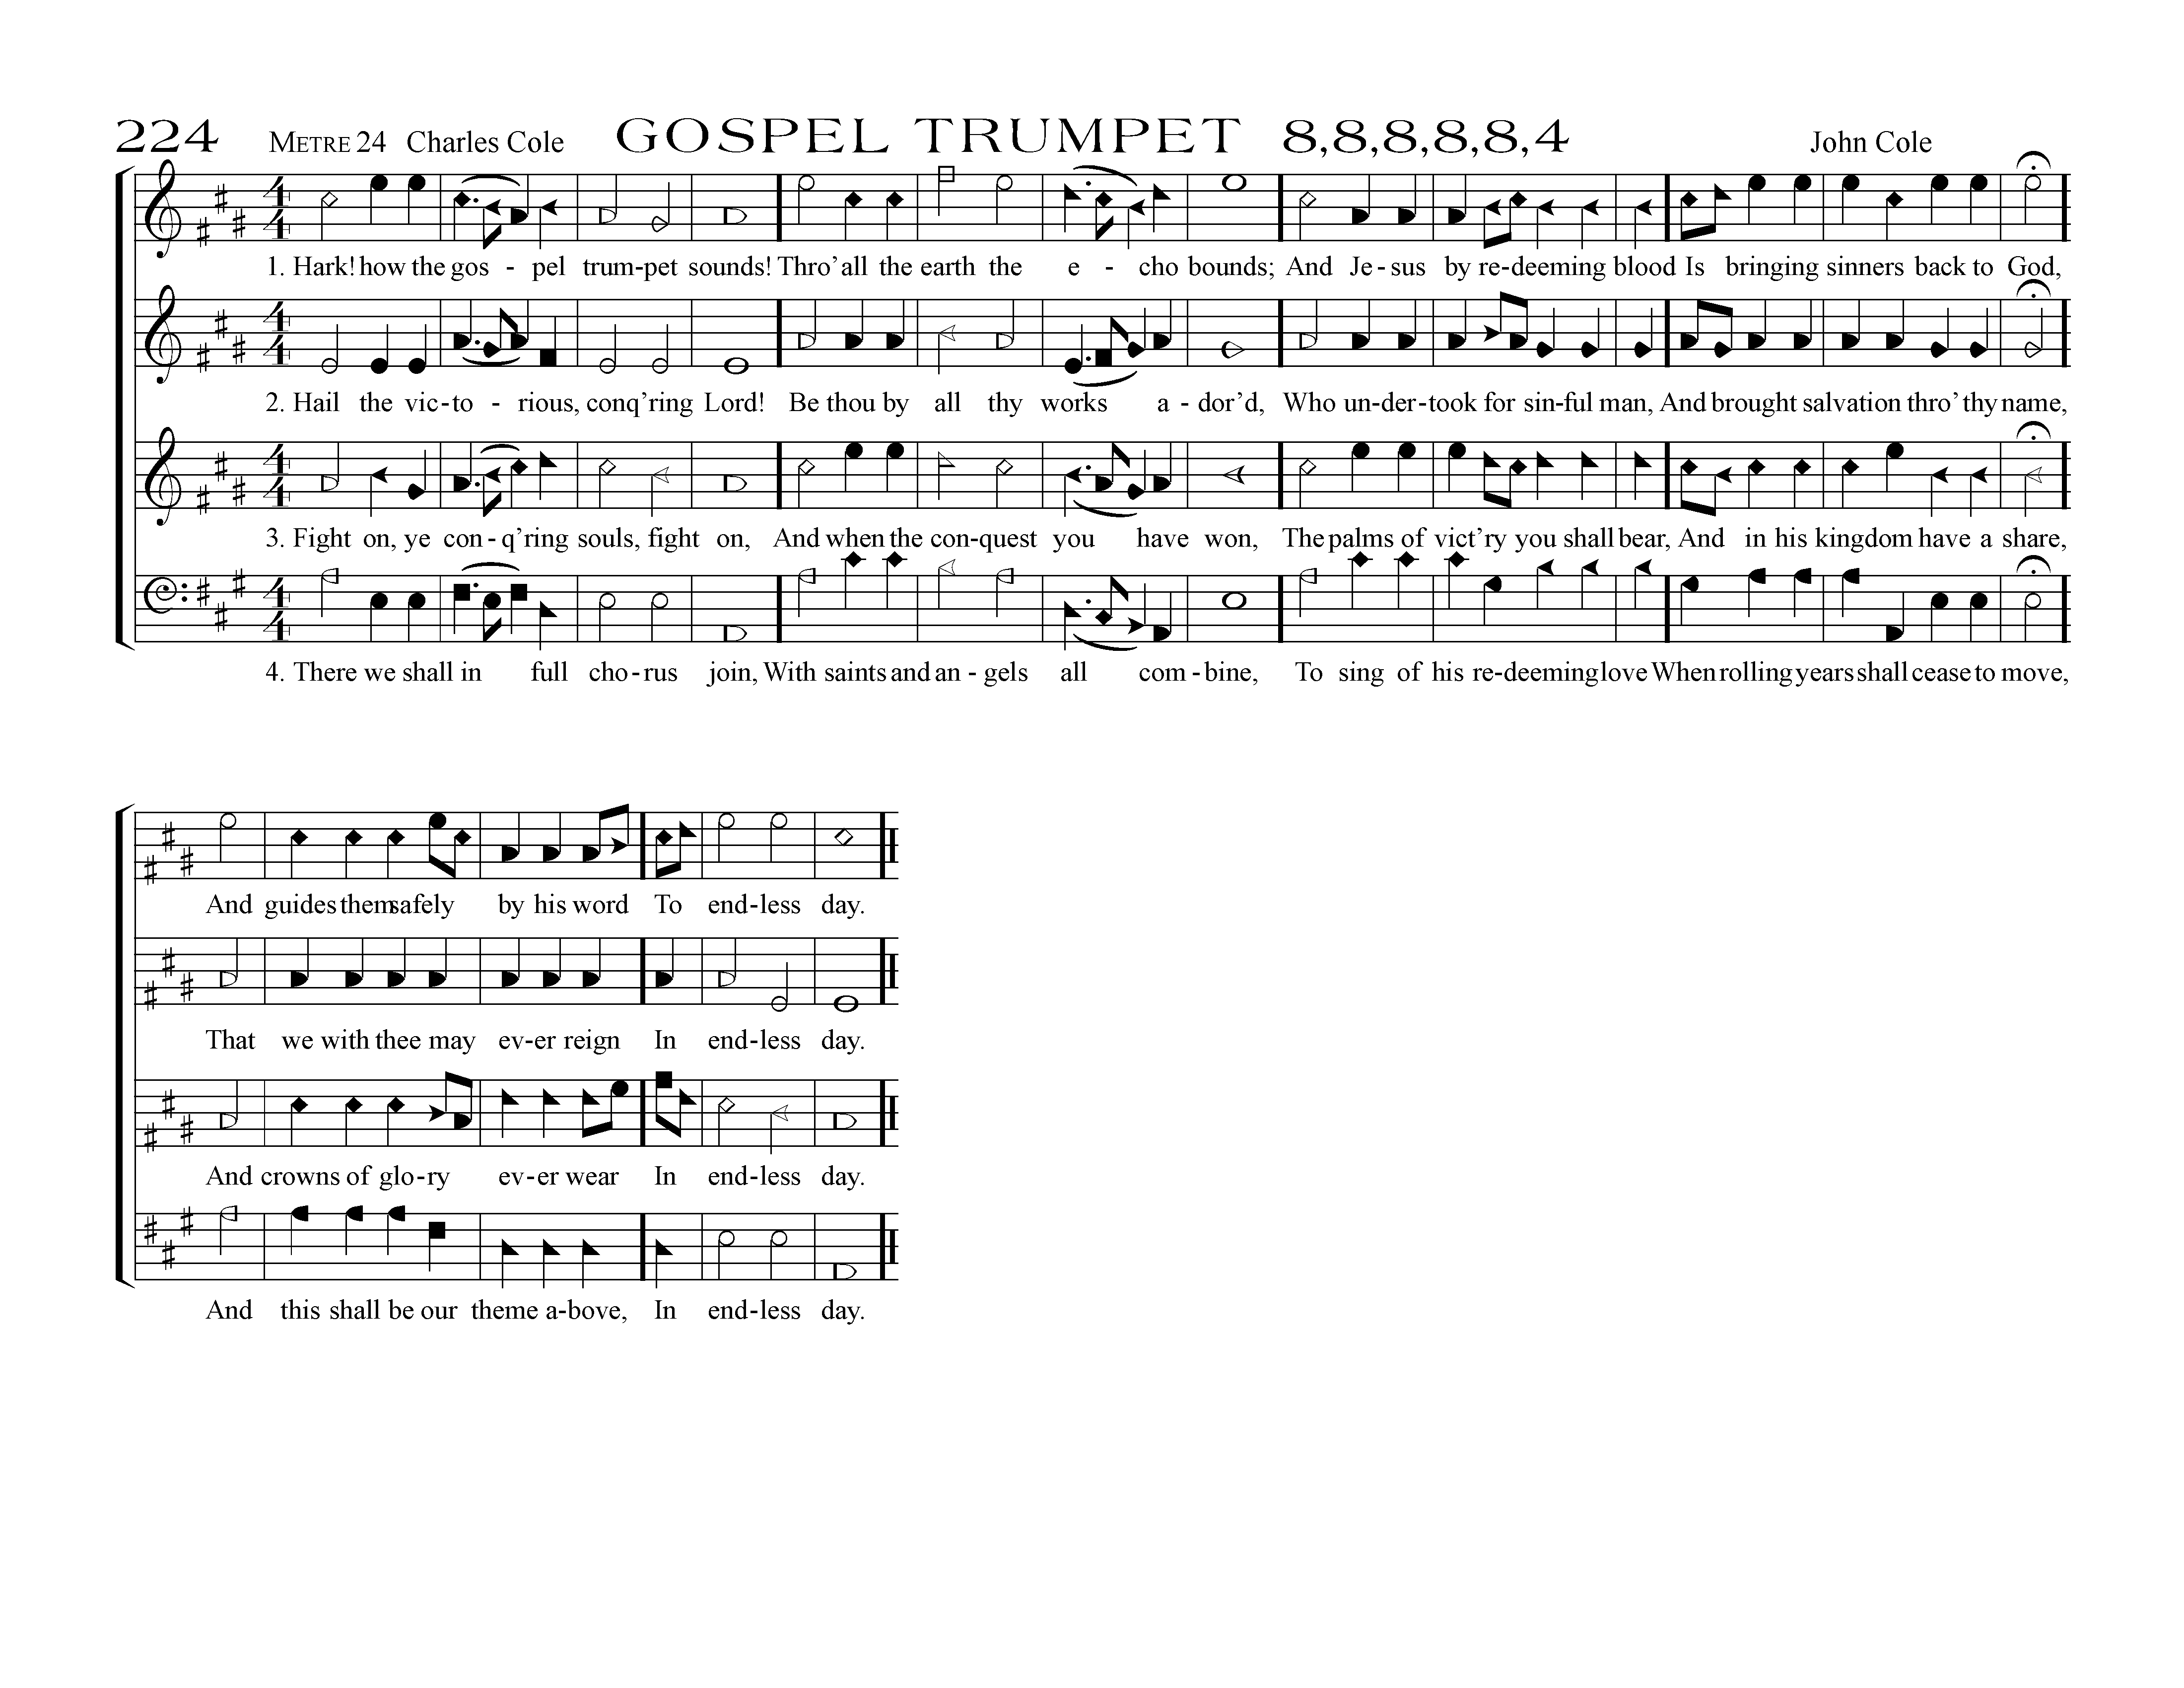 224 METRE 24 Charles Cole GOSPEL TRUMPET 8,8,8,8,8,4 John Cole
1. Hark! how the gos - pel trum-pet sounds! Thro' all the earth the e - cho bounds; And Je - sus by re-deeming blood Is bringing sinners back to God,
2. Hail the vic-to - rious, conq'ring Lord! Be thou by all thy works a - dor'd, Who un-der-took for sin-ful man, And brought salvation thro' thy name,
3. Fight on, ye con - q'ring souls, fight on, And when the con-quest you have won, The palms of vict'ry you shall bear, And in his kingdom have a share,
4. There we shall in full cho-rus join, With saints and an - gels all com - bine, To sing of his re-deeming love When rolling years shall cease to move,
And guides them safely by his word To end-less day.
That we with thee may ev-er reign In end-less day.
And crowns of glo-ry ev-er wear In end-less day.
And this shall be our theme a-bove, In end-less day.